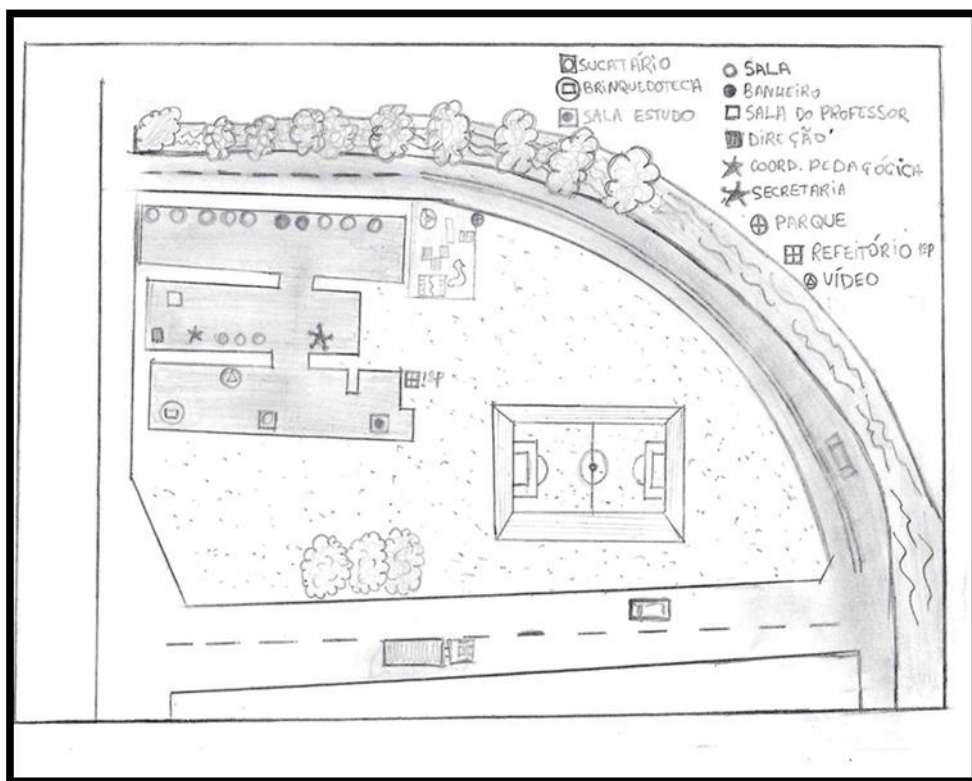 SUCATÁRIO
BRINQUEDOTECA
SALA ESTUDO
SALA
BANHEIRO
SALA DO PROFESSOR
DIREÇÃO
COORD. PEDAGÓGICA
SECRETARIA
PARQUE
REFEITÓRIO
VÍDEO